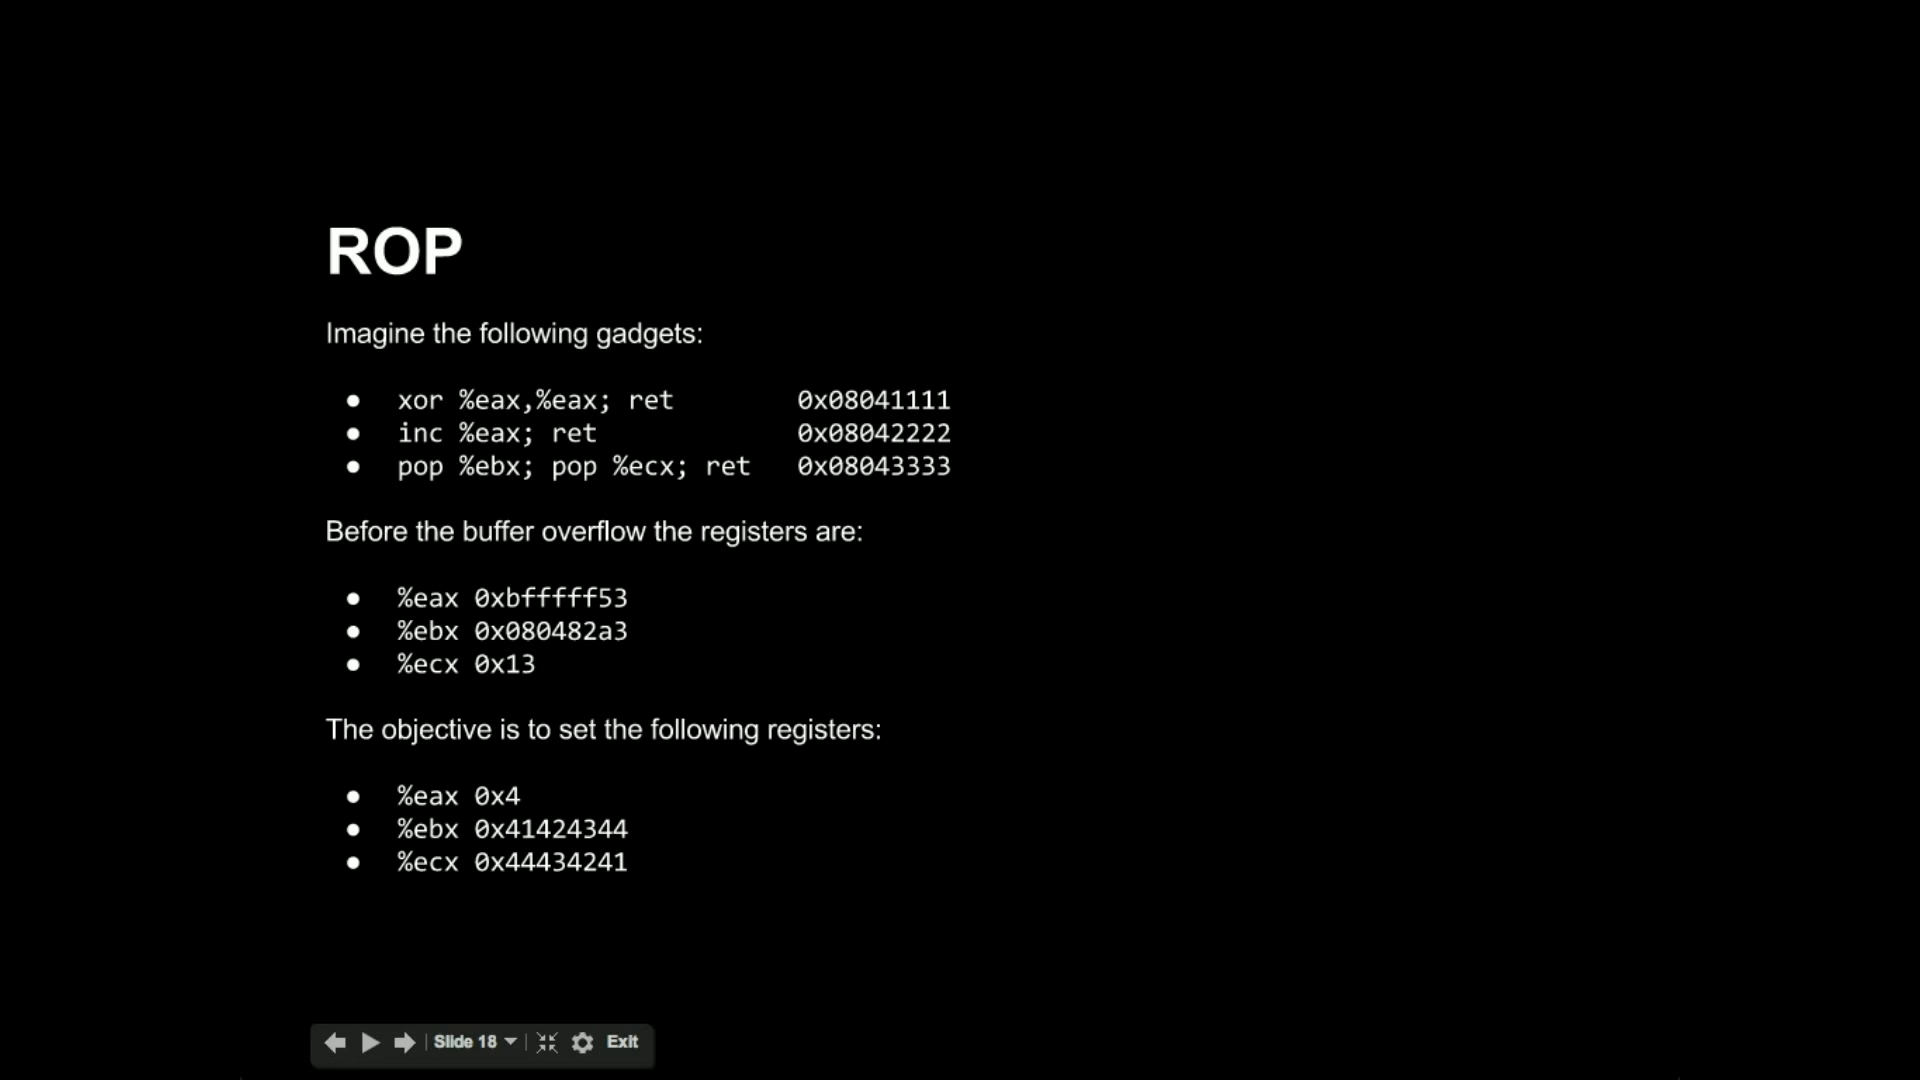 ROP
Imagine the following gadgets:
● xor %eax,%eax; ret 0x08041111
● inc %eax; ret 0x08042222
● pop %ebx; pop %ecx; ret 0x08043333
Before the buffer overflow the registers are:
● %eax 0xbfffff53
● %ebx 0x080482a3
● %ecx 0x13
The objective is to set the following registers:
● %eax 0x4
● %ebx 0x41424344
● %ecx 0x44434241
Slide 18 Exit